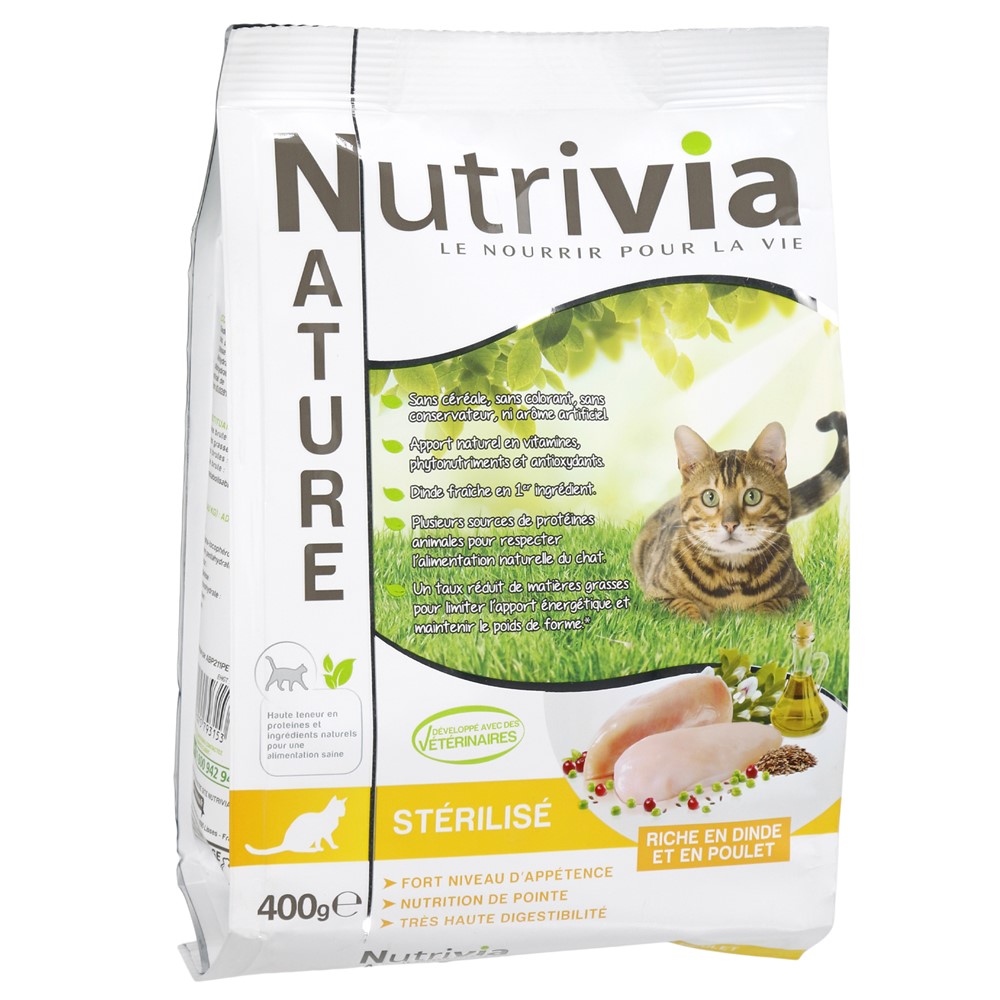 Nutrivia
LE NOURRIR POUR LA VIE
NATURE
Sans céréale, sans colorant, sans
conservateur, ni arôme artificiel.
Apport naturel en vitamines,
phytonutriments et antioxydants.
Dinde fraîche en 1er ingrédient.
Plusieurs sources de protéines
animales pour respecter
l'alimentation naturelle du chat.
Un taux réduit de matières grasses
pour limiter l'apport énergétique et
maintenir le poids de forme.*
Haute teneur en
proteines et
ingrédients naturels
pour une
alimentation saine
DÉVELOPPÉ AVEC DES
VÉTÉRINAIRES
STÉRILISÉ
RICHE EN DINDE
ET EN POULET
400g e
FORT NIVEAU D'APPÉTENCE
NUTRITION DE POINTE
TRÈS HAUTE DIGESTIBILITÉ
Nutrivia